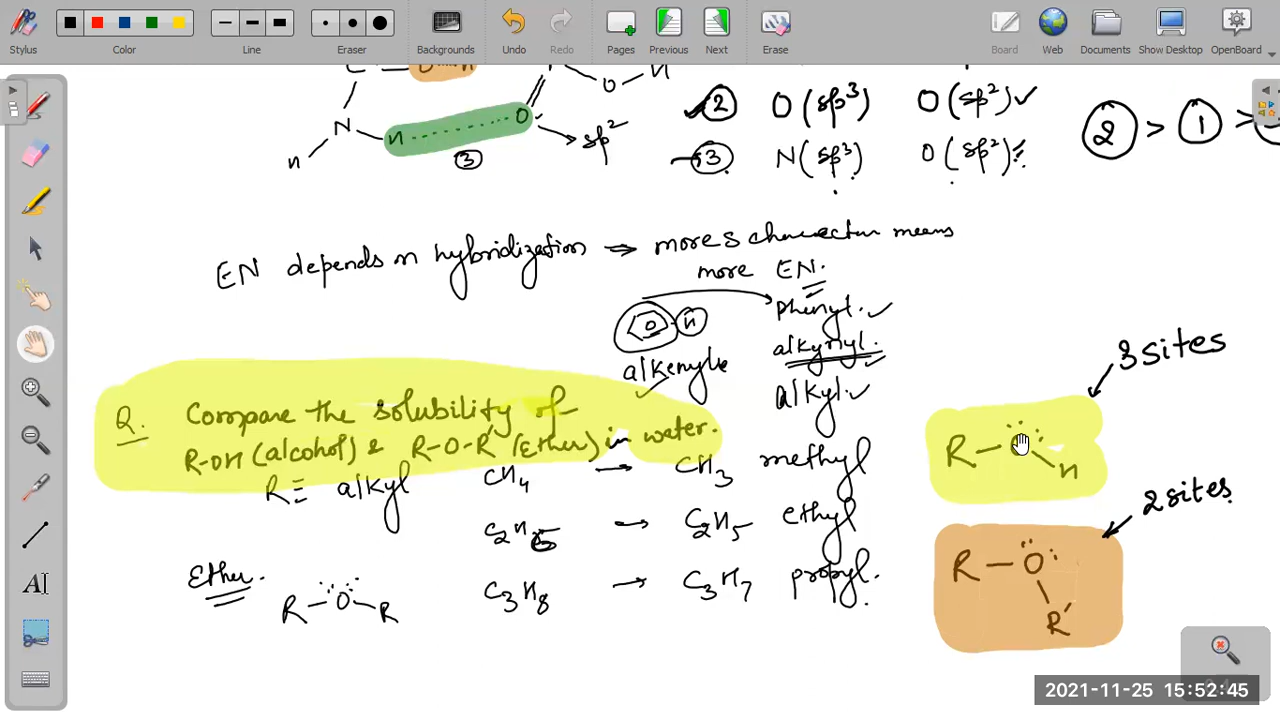 Stylus
Color
Line
Eraser
Backgrounds
Undo
Redo
Pages
Previous
Next
Erase
Board
Web
Documents
Show Desktop
OpenBoard
O
H
N
H
O
sp²
n
3
2 O(sp³) O(sp²) ✓
3 N(sp³) O(sp²)
2 > 1 >
EN depends on hybridization → more s character means
more EN.
H
phenyl. ✓
alkenyl
alkynyl.
alkyl ✓
Q. Compare the solubility of
R-OH (alcohol) & R-O-R' (Ether) in water.
R ≡ alkyl
CH4 → CH3 methyl
C2H6 → C2H5 ethyl
C3H8 → C3H7 propyl.
Ether.
R-O-R
3 sites
R-O
H
2 sites
R-O
R'
2021-11-25 15:52:45